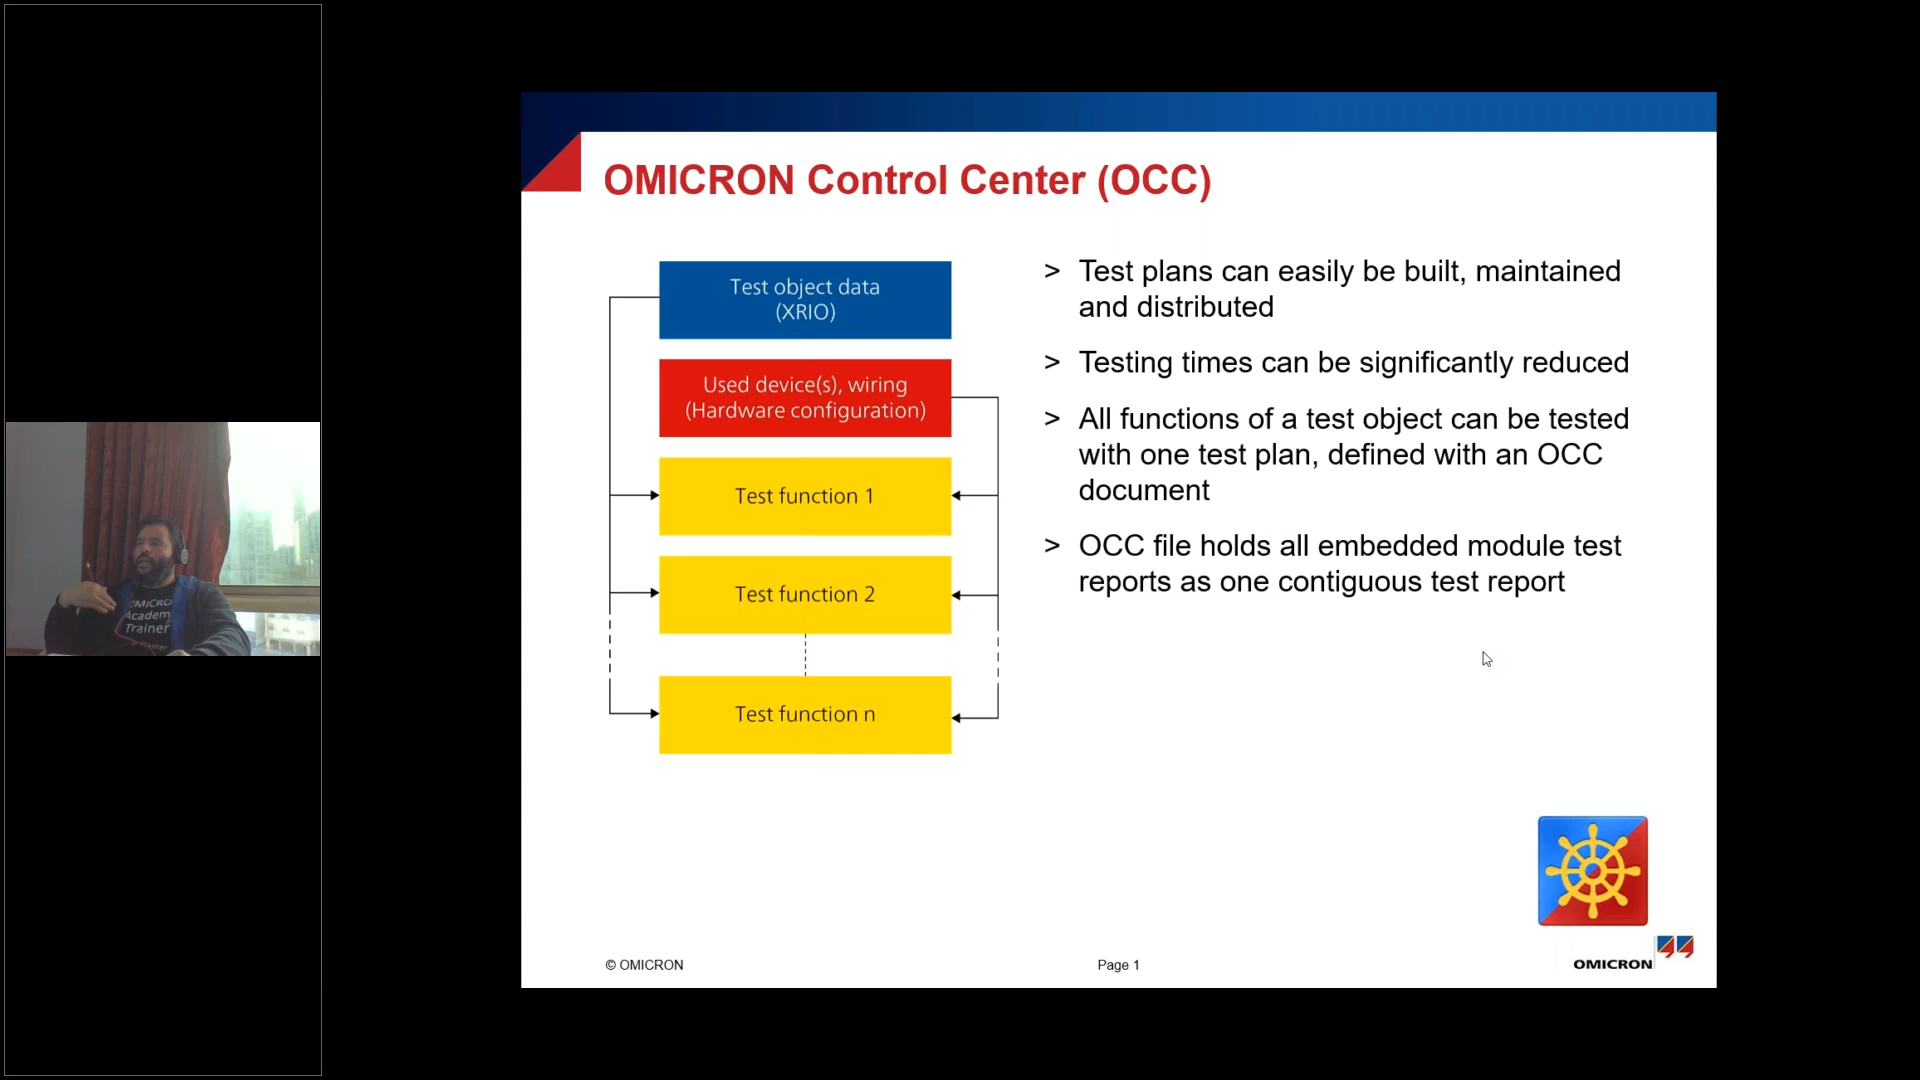 OMICRON Control Center (OCC)
Test object data
(XRIO)
Used device(s), wiring
(Hardware configuration)
Test function 1
Test function 2
Test function n
> Test plans can easily be built, maintained
and distributed
> Testing times can be significantly reduced
> All functions of a test object can be tested
with one test plan, defined with an OCC
document
> OCC file holds all embedded module test
reports as one contiguous test report
© OMICRON
Page 1
OMICRON
OMICRO
Academ
Trainer